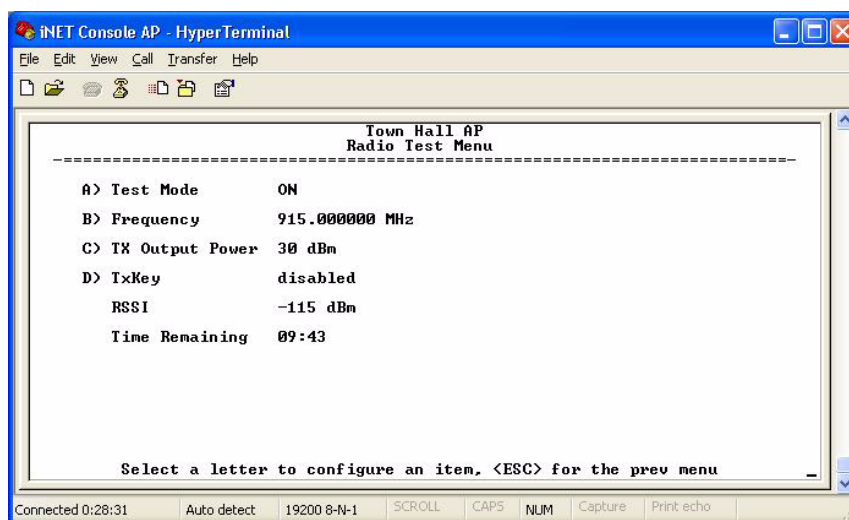 iNET Console AP - HyperTerminal
File Edit View Call Transfer Help
Town Hall AP
Radio Test Menu
-==========================================================================-
A) Test Mode ON
B) Frequency 915.000000 MHz
C) TX Output Power 30 dBm
D) TxKey disabled
RSSI -115 dBm
Time Remaining 09:43
Select a letter to configure an item, <ESC> for the prev menu _
Connected 0:28:31 Auto detect 19200 8-N-1 SCROLL CAPS NUM Capture Print echo